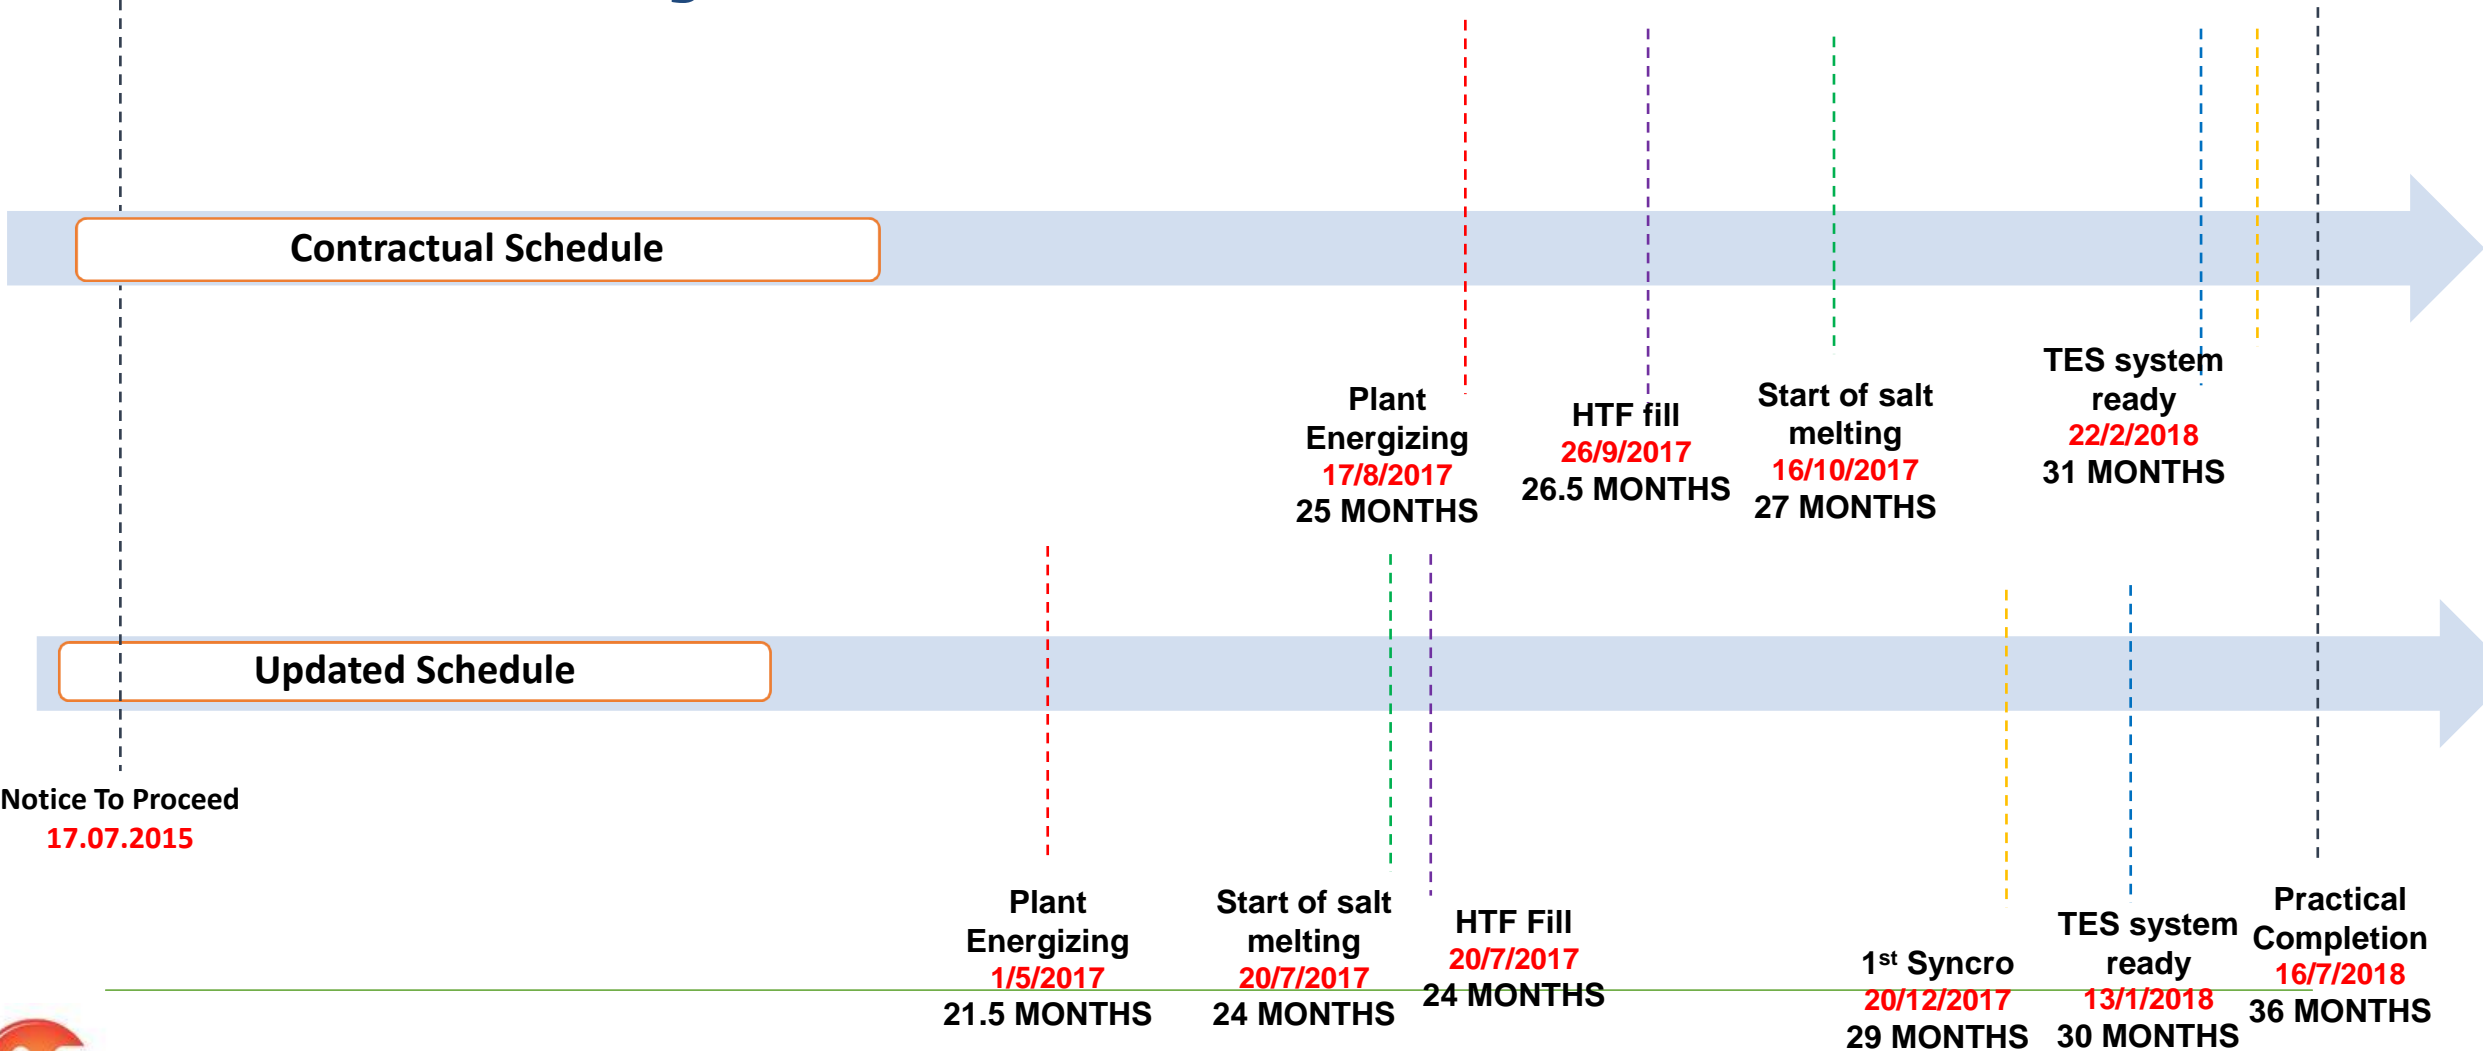 Contractual Schedule
Plant
Energizing
17/8/2017
25 MONTHS
HTF fill
26/9/2017
26.5 MONTHS
Start of salt
melting
16/10/2017
27 MONTHS
TES system
ready
22/2/2018
31 MONTHS
Updated Schedule
Notice To Proceed
17.07.2015
Plant
Energizing
1/5/2017
21.5 MONTHS
Start of salt
melting
20/7/2017
24 MONTHS
HTF Fill
20/7/2017
24 MONTHS
1st Syncro
20/12/2017
29 MONTHS
TES system
ready
13/1/2018
30 MONTHS
Practical
Completion
16/7/2018
36 MONTHS